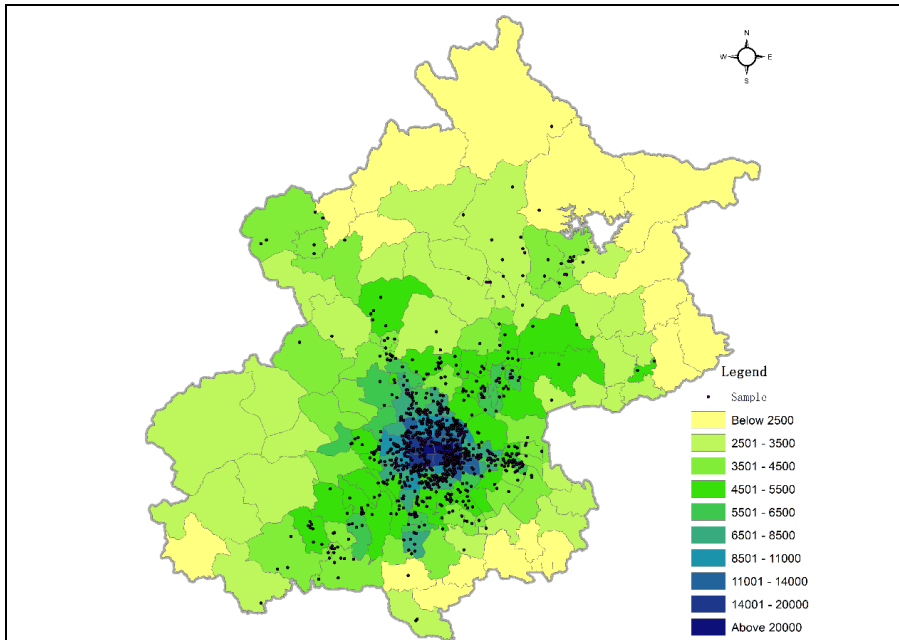 N
W E
S
Legend
Sample
Below 2500
2501 - 3500
3501 - 4500
4501 - 5500
5501 - 6500
6501 - 8500
8501 - 11000
11001 - 14000
14001 - 20000
Above 20000